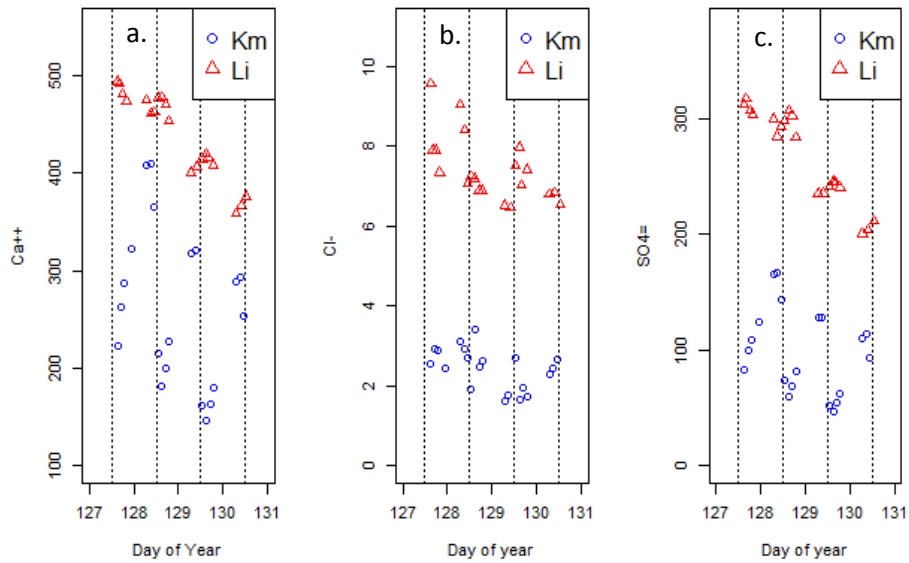 a.
Km
Li
500
400
300
200
100
Ca++
127 128 129 130 131
Day of Year
b.
Km
Li
10
8
6
4
2
0
Cl-
127 128 129 130 131
Day of year
c.
Km
Li
300
200
100
0
SO4=
127 128 129 130 131
Day of year